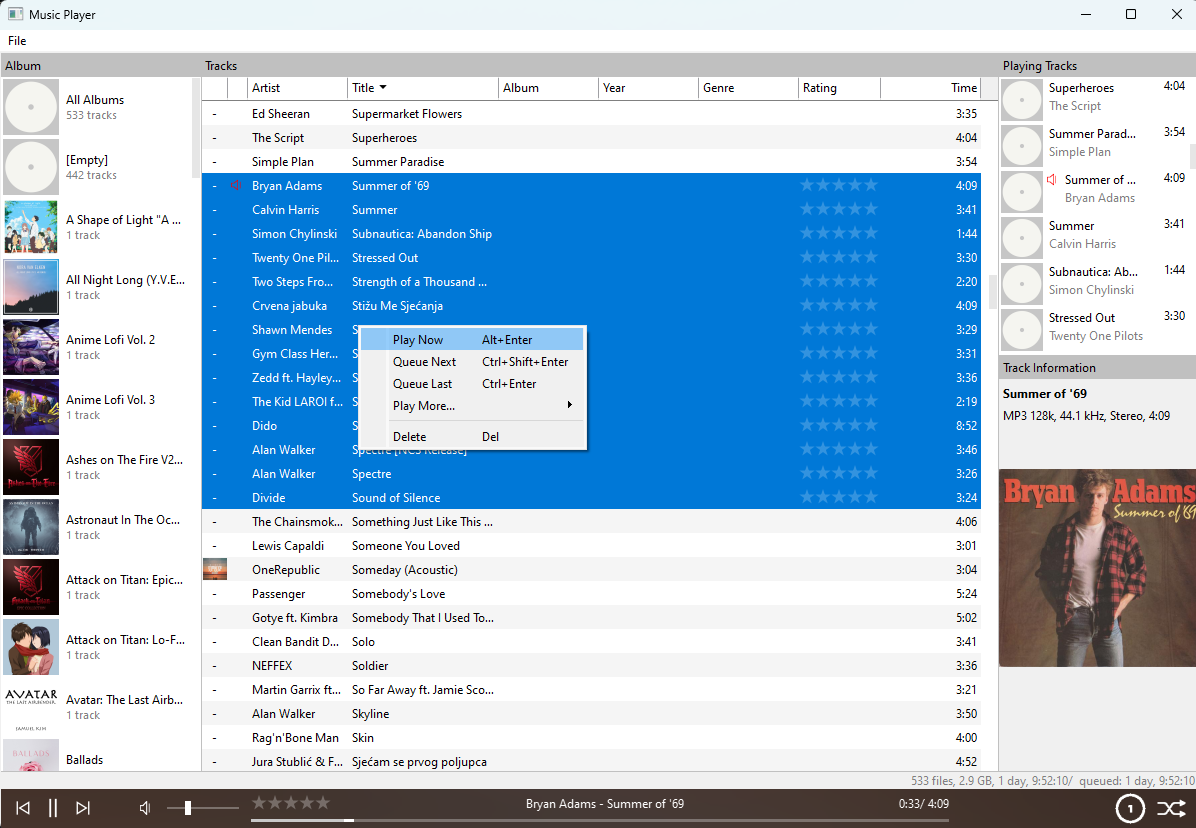 Music Player
File
Album
All Albums
533 tracks
[Empty]
442 tracks
A Shape of Light "A ...
1 track
All Night Long (Y.V.E...
1 track
Anime Lofi Vol. 2
1 track
Anime Lofi Vol. 3
1 track
Ashes on The Fire V2...
1 track
Astronaut In The Oc...
1 track
Attack on Titan: Epic...
1 track
Attack on Titan: Lo-F...
1 track
AVATAR
THE LAST AIRBENDER
SAMUEL KIM
Avatar: The Last Airb...
1 track
BALLADS
Ballads
Tracks
Artist Title Album Year Genre Rating Time
- Ed Sheeran Supermarket Flowers 3:35
- The Script Superheroes 4:04
- Simple Plan Summer Paradise 3:54
- Bryan Adams Summer of '69 4:09
- Calvin Harris Summer 3:41
- Simon Chylinski Subnautica: Abandon Ship 1:44
- Twenty One Pil... Stressed Out 3:30
- Two Steps Fro... Strength of a Thousand ... 2:20
- Crvena jabuka Stižu Me Sjećanja 4:09
- Shawn Mendes 3:29
- Gym Class Her... 3:31
- Zedd ft. Hayley... 3:36
- The Kid LAROI f... 2:19
- Dido 8:52
- Alan Walker Spectre [NCS Release] 3:46
- Alan Walker Spectre 3:26
- Divide Sound of Silence 3:24
- The Chainsmok... Something Just Like This ... 4:06
- Lewis Capaldi Someone You Loved 3:01
OneRepublic Someday (Acoustic) 3:04
- Passenger Somebody's Love 5:24
- Gotye ft. Kimbra Somebody That I Used To... 5:02
- Clean Bandit D... Solo 3:41
- NEFFEX Soldier 3:36
- Martin Garrix ft... So Far Away ft. Jamie Sco... 3:21
- Alan Walker Skyline 3:50
- Rag'n'Bone Man Skin 4:00
- Jura Stublić & F... Sjećam se prvog poljupca 4:52
Play Now Alt+Enter
Queue Next Ctrl+Shift+Enter
Queue Last Ctrl+Enter
Play More...
Delete Del
Playing Tracks
Superheroes 4:04
The Script
Summer Parad... 3:54
Simple Plan
Summer of ... 4:09
Bryan Adams
Summer 3:41
Calvin Harris
Subnautica: Ab... 1:44
Simon Chylinski
Stressed Out 3:30
Twenty One Pilots
Track Information
Summer of '69
MP3 128k, 44.1 kHz, Stereo, 4:09
Bryan Adams
Summer of '69
533 files, 2.9 GB, 1 day, 9:52:10/ queued: 1 day, 9:52:10
Bryan Adams - Summer of '69
0:33/ 4:09
1